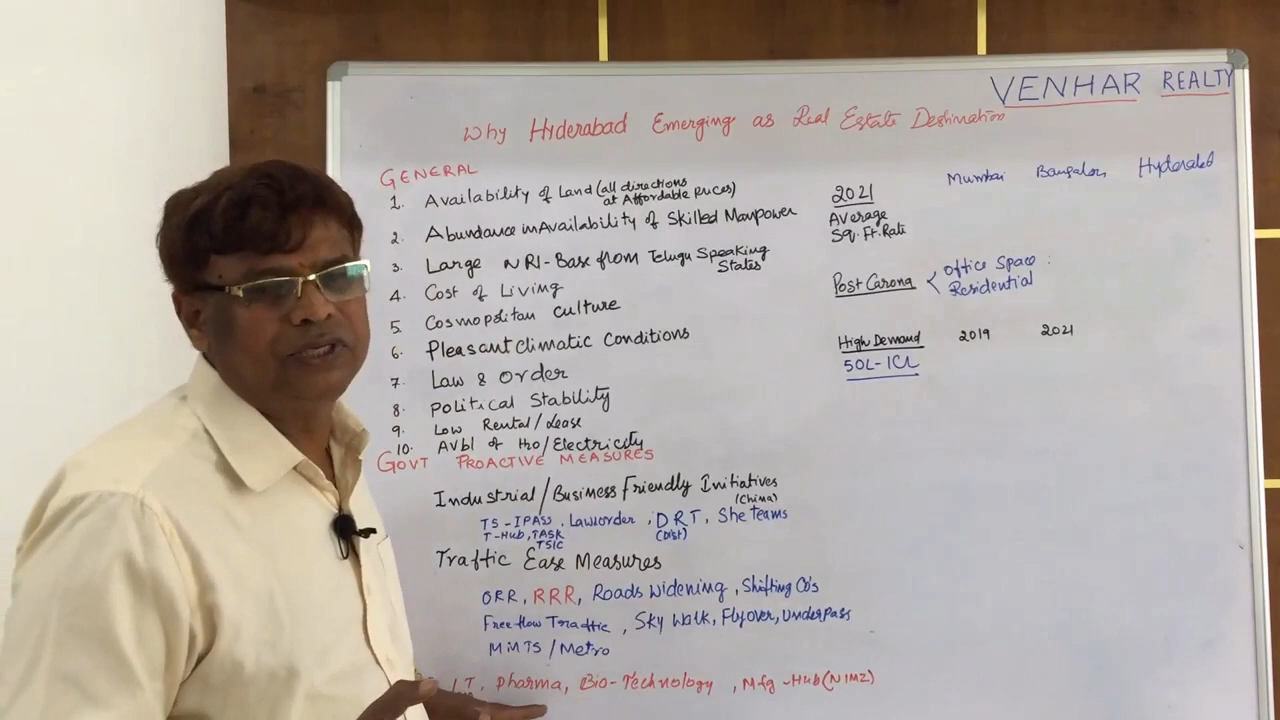 VENHAR REALTY
Why Hyderabad Emerging as Real Estate Destination
GENERAL
1. Availability of Land (all directions
at Affordable prices)
2. Abundance in Availability of Skilled Manpower
3. Large NRI-Base from Telugu Speaking
States
4. Cost of Living
5. Cosmopolitan culture
6. Pleasant Climatic Conditions
7. Law & Order
8. Political Stability
9. Low Rental/Lease
10. Avbl of H2O/Electricity
Mumbai Bangalore Hyderabad
2021
Average
Sq.Ft.Rate
Post Carona < Office Space
Residential
High Demand 2019 2021
50L-1Cr
GOVT PROACTIVE MEASURES
Industrial/Business Friendly Initiatives
(China)
TS-IPASS, Law&order, DRT, She teams
T-Hub, TASK (Dist)
TSIC
Traffic Ease Measures
ORR, RRR, Roads Widening, Shifting Co's
Free flow Traffic, Sky Walk, Flyover, UnderPass
MMTS/Metro
I.T, Pharma, Bio-Technology, Mfg-Hub(NIMZ)